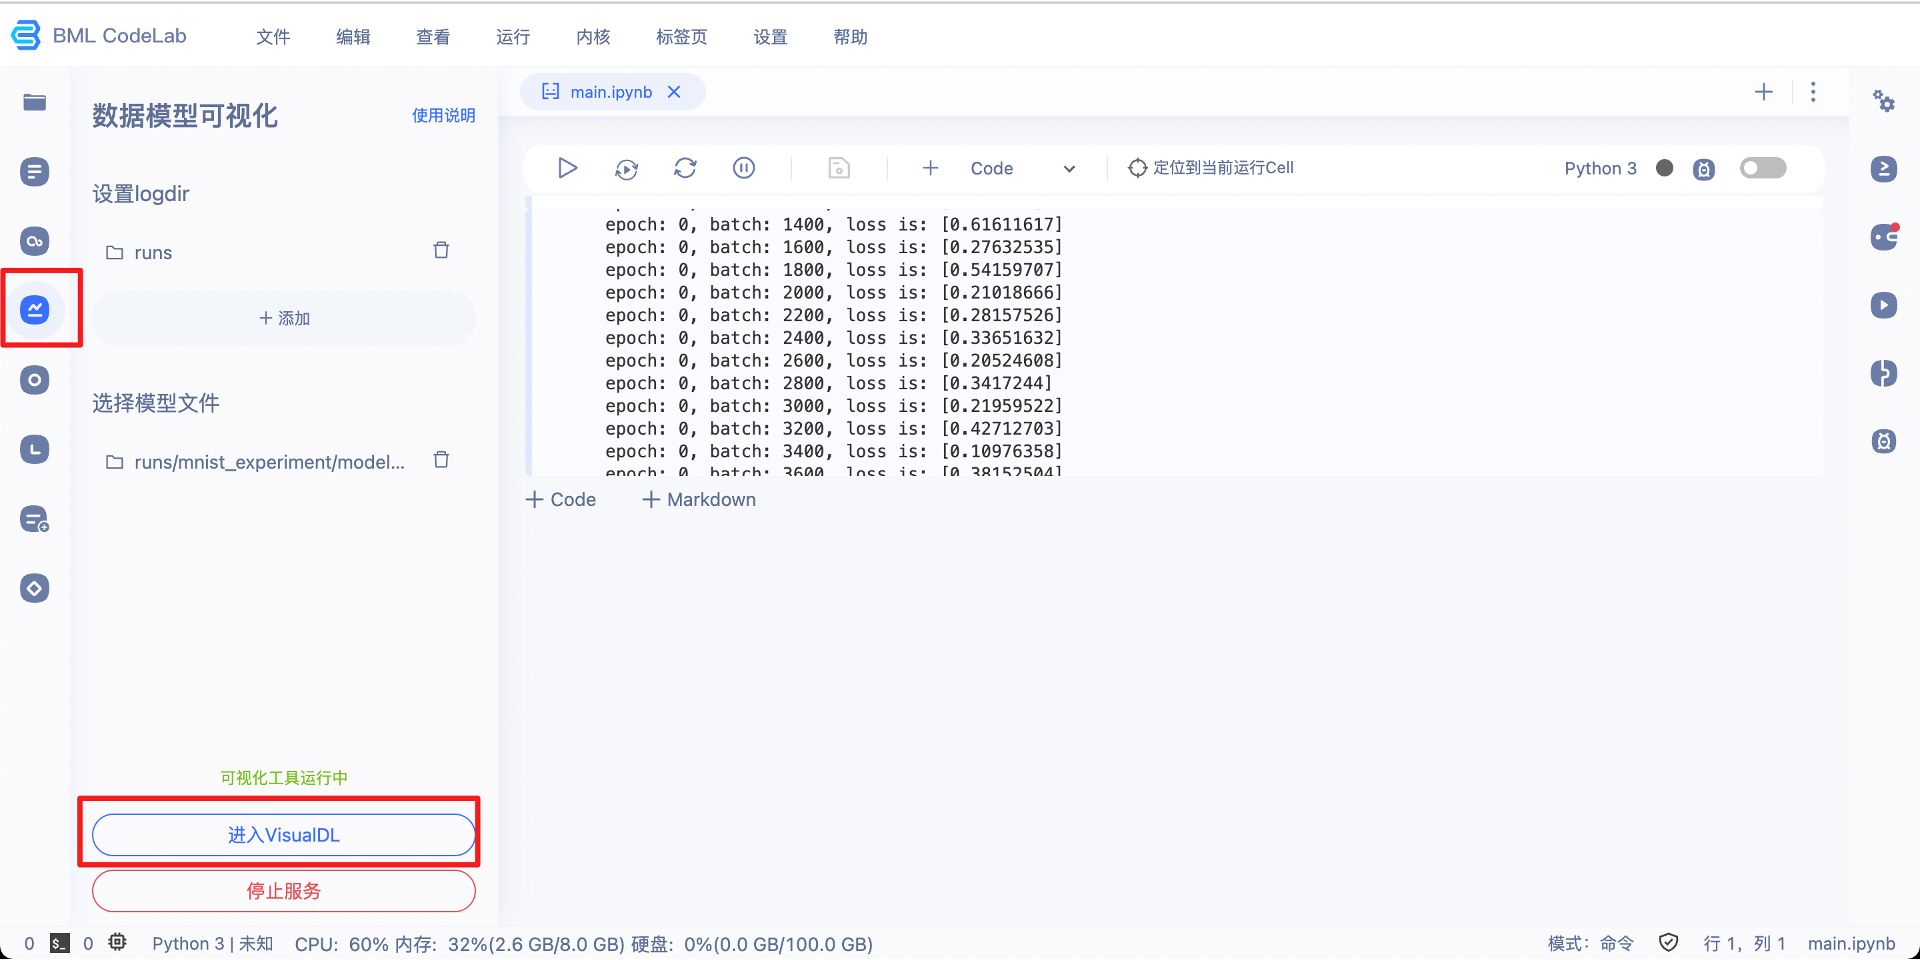 BML CodeLab
文件 编辑 查看 运行 内核 标签页 设置 帮助
数据模型可视化 使用说明
设置logdir
runs
+ 添加
选择模型文件
runs/mnist_experiment/model...
可视化工具运行中
进入VisualDL
停止服务
main.ipynb
Code 定位到当前运行Cell Python 3
epoch: 0, batch: 1400, loss is: [0.61611617]
epoch: 0, batch: 1600, loss is: [0.27632535]
epoch: 0, batch: 1800, loss is: [0.54159707]
epoch: 0, batch: 2000, loss is: [0.21018666]
epoch: 0, batch: 2200, loss is: [0.28157526]
epoch: 0, batch: 2400, loss is: [0.33651632]
epoch: 0, batch: 2600, loss is: [0.20524608]
epoch: 0, batch: 2800, loss is: [0.3417244]
epoch: 0, batch: 3000, loss is: [0.21959522]
epoch: 0, batch: 3200, loss is: [0.42712703]
epoch: 0, batch: 3400, loss is: [0.10976358]
epoch: 0, batch: 3600, loss is: [0.38152504]
+ Code + Markdown
0 $_ 0 Python 3 | 未知 CPU: 60% 内存: 32%(2.6 GB/8.0 GB) 硬盘: 0%(0.0 GB/100.0 GB) 模式: 命令 行 1, 列 1 main.ipynb